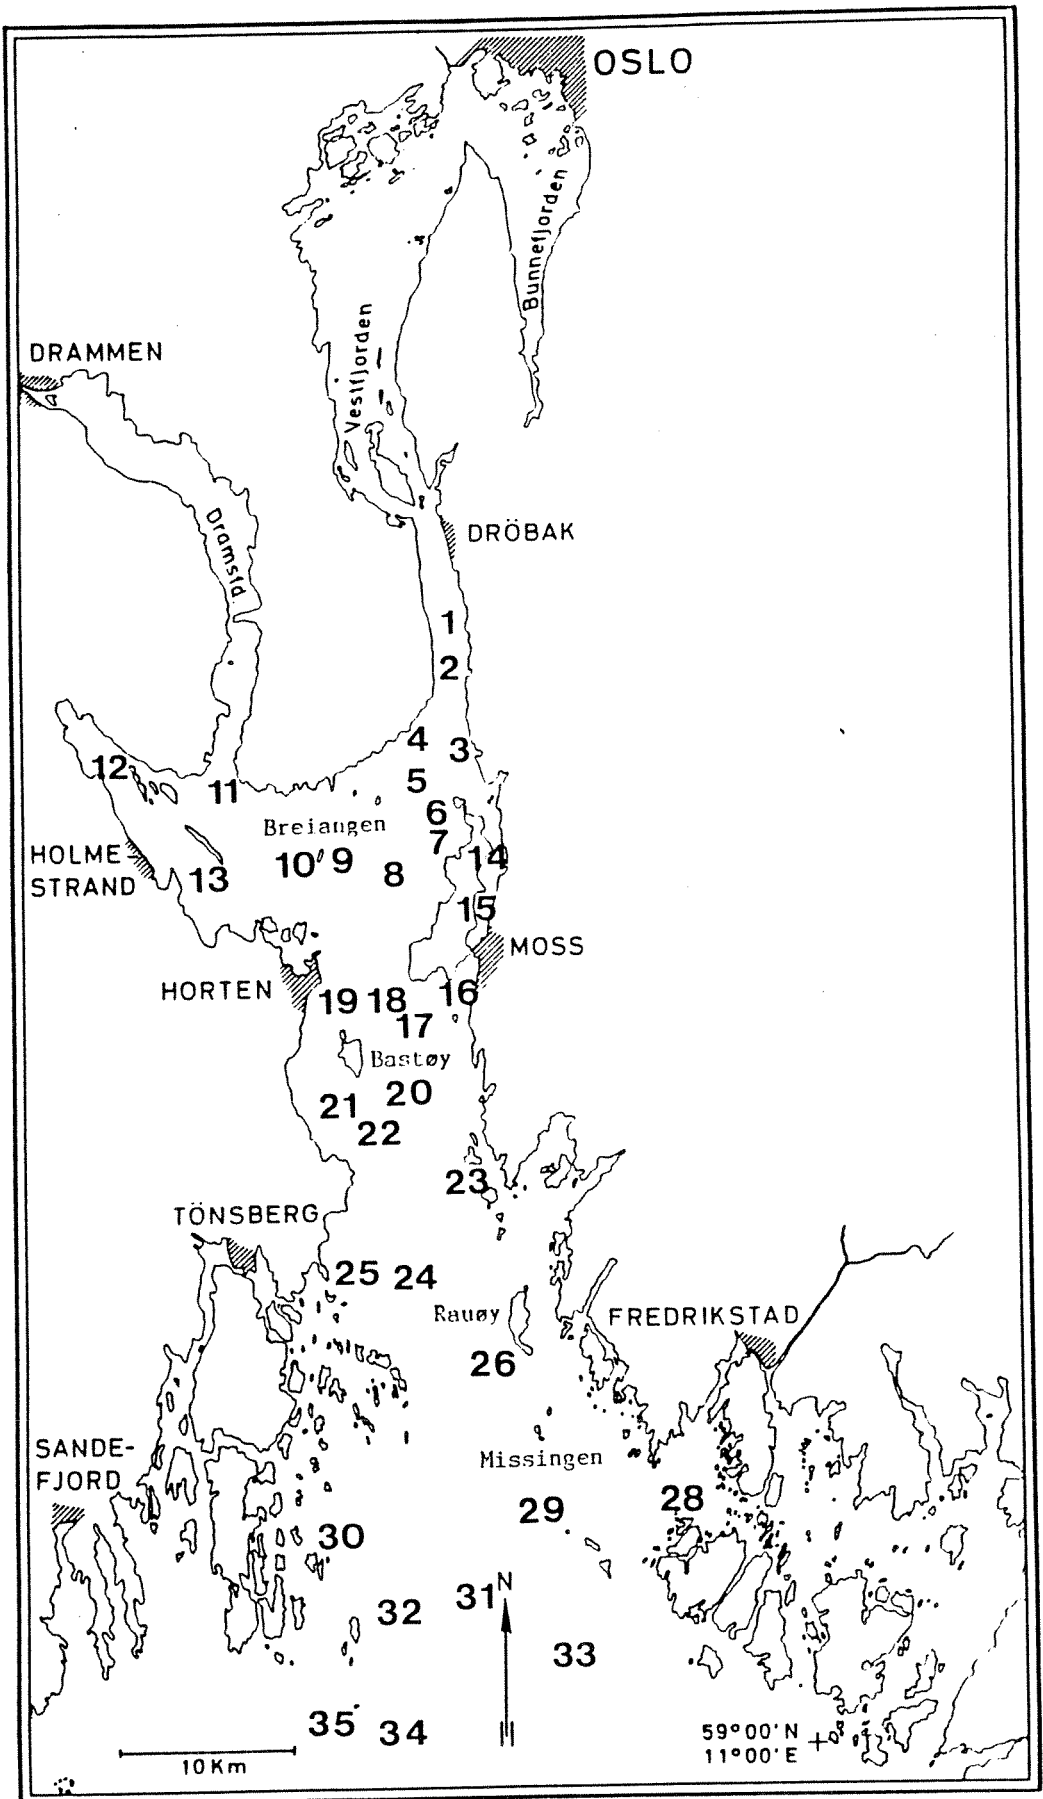 OSLO
Bunnefjorden
Vestfjorden
DRAMMEN
Dramsfd.
DRÖBAK
1
2
4
3
12
11
5
6
Breiangen
7
HOLME-
STRAND
13
10 9
8
14
15
MOSS
HORTEN
19
18
16
17
Bastøy
20
21
22
23
TÖNSBERG
25
24
Rauøy
FREDRIKSTAD
26
SANDE-
FJORD
Missingen
29
28
30
31
N
32
33
35
34
59°00'N
11°00'E
10Km